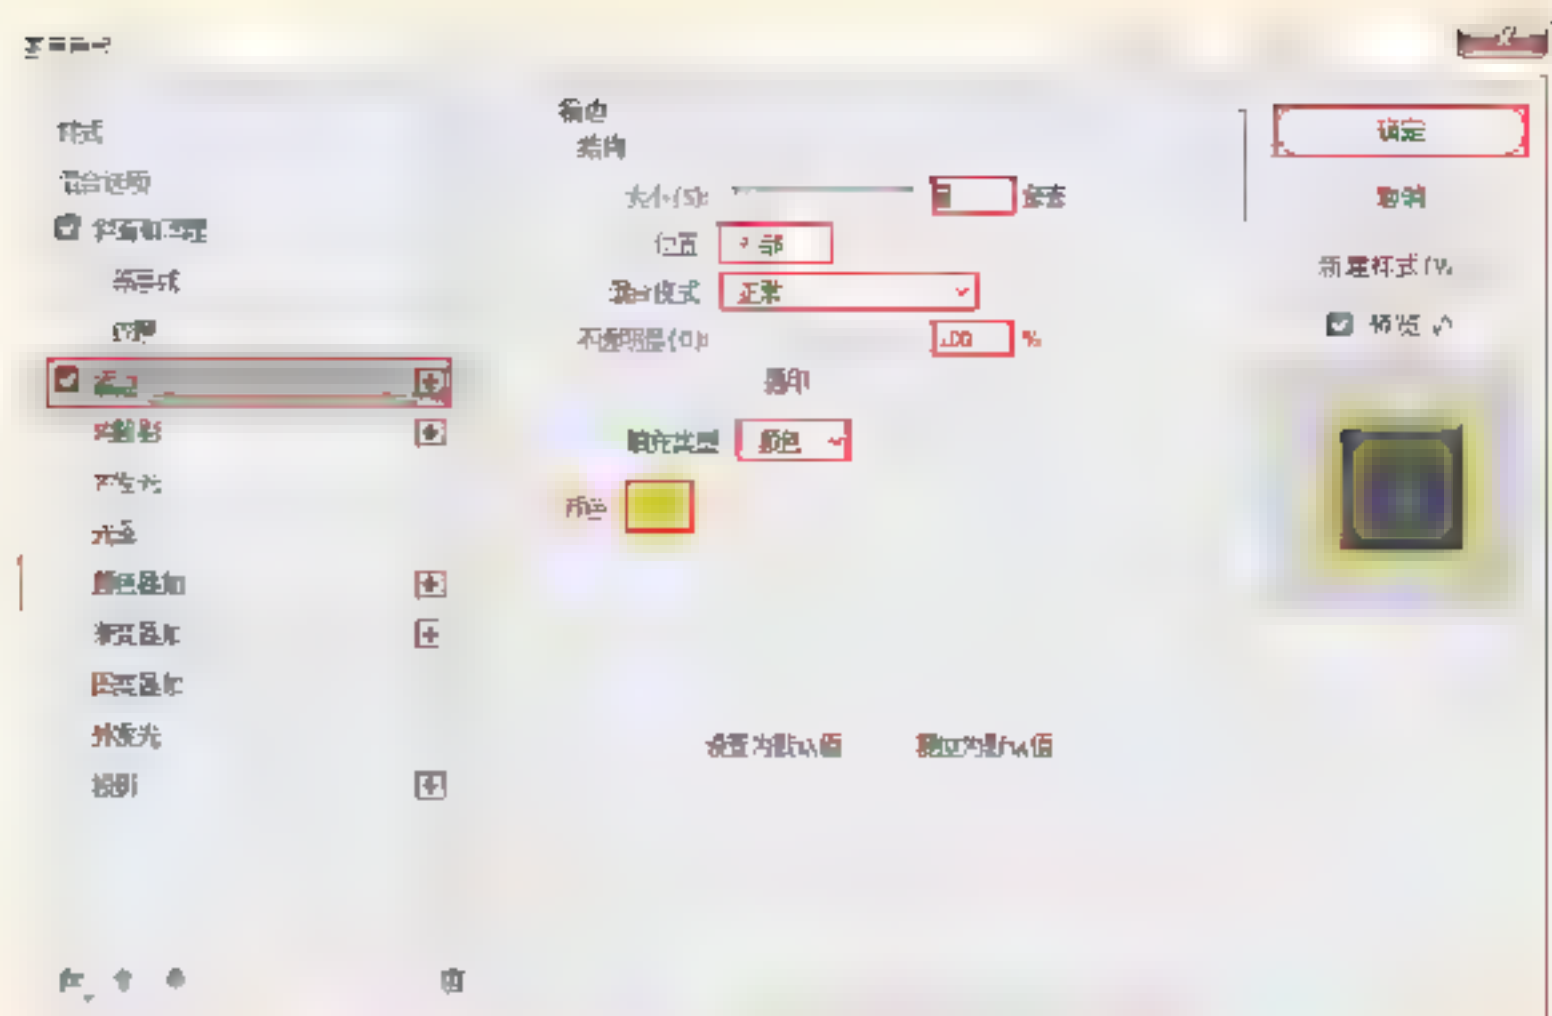 样式
混合选项
斜面和浮雕
等高线
纹理
描边
内阴影
内发光
光泽
颜色叠加
渐变叠加
图案叠加
外发光
投影
描边
结构
大小(S):
像素
位置
混合模式
正常
不透明度(O):
%
叠印
填充类型
颜色
颜色
设置为默认值
复位为默认值
确定
取消
新建样式(W
预览